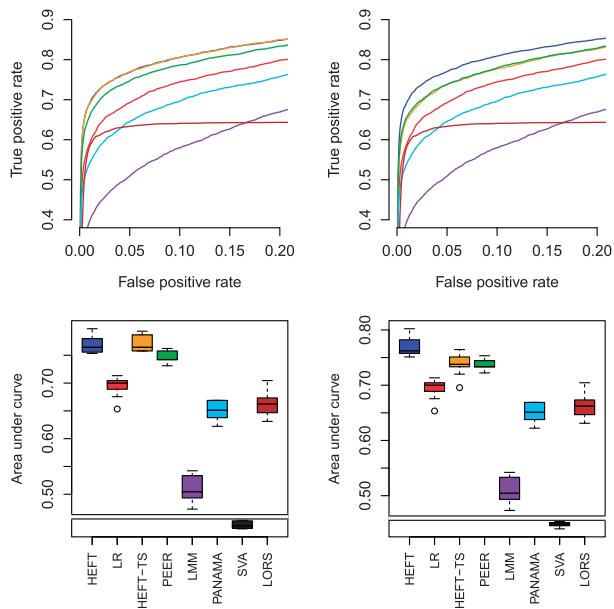 0.9
0.8
0.7
0.6
0.5
0.4
True positive rate
0.00 0.05 0.10 0.15 0.20
False positive rate
0.9
0.8
0.7
0.6
0.5
0.4
True positive rate
0.00 0.05 0.10 0.15 0.20
False positive rate
0.70
0.60
0.50
Area under curve
HEFT
LR
HEFT-TS
PEER
LMM
PANAMA
SVA
LORS
0.80
0.70
0.60
0.50
Area under curve
HEFT
LR
HEFT-TS
PEER
LMM
PANAMA
SVA
LORS